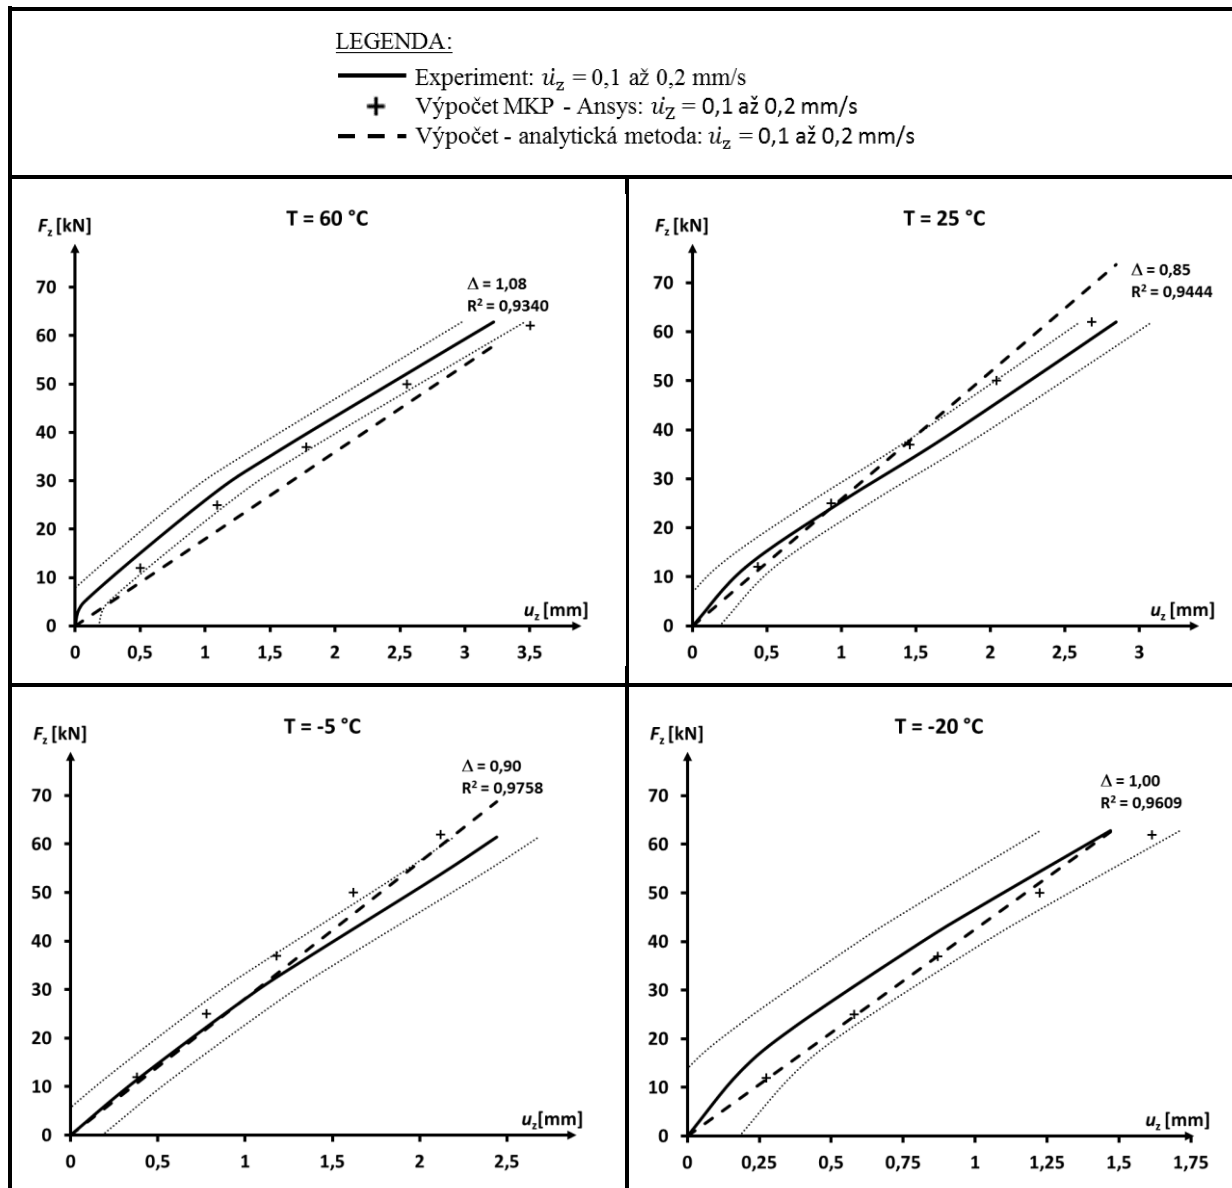 LEGENDA:
Experiment: u̇z = 0,1 až 0,2 mm/s
Výpočet MKP - Ansys: u̇z = 0,1 až 0,2 mm/s
Výpočet - analytická metoda: u̇z = 0,1 až 0,2 mm/s
T = 60 °C
Fz [kN]
Δ = 1,08
R² = 0,9340
70
60
50
40
30
20
10
0
uz [mm]
0 0,5 1 1,5 2 2,5 3 3,5
T = 25 °C
Fz [kN]
Δ = 0,85
R² = 0,9444
70
60
50
40
30
20
10
0
uz [mm]
0 0,5 1 1,5 2 2,5 3
T = -5 °C
Fz [kN]
Δ = 0,90
R² = 0,9758
70
60
50
40
30
20
10
0
uz [mm]
0 0,5 1 1,5 2 2,5
T = -20 °C
Fz [kN]
Δ = 1,00
R² = 0,9609
70
60
50
40
30
20
10
0
uz [mm]
0 0,25 0,5 0,75 1 1,25 1,5 1,75